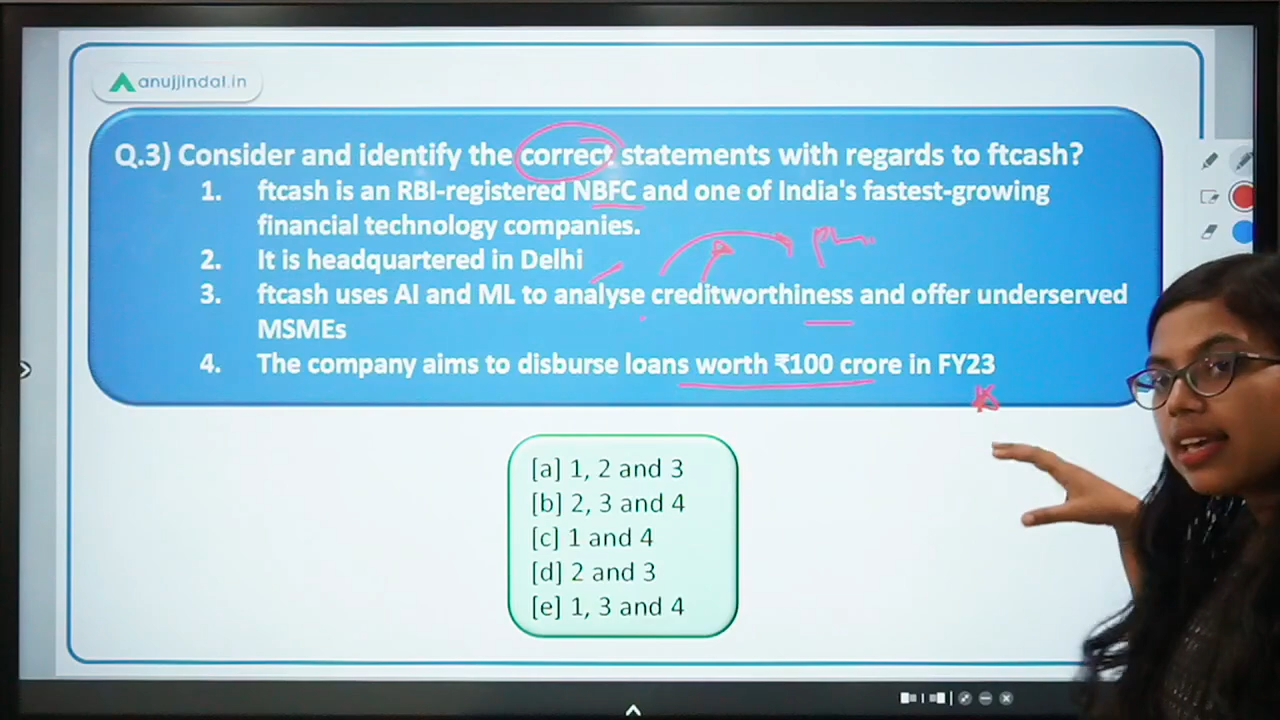 anujjindal.in
Q.3) Consider and identify the correct statements with regards to ftcash?
1. ftcash is an RBI-registered NBFC and one of India's fastest-growing
financial technology companies.
2. It is headquartered in Delhi
3. ftcash uses AI and ML to analyse creditworthiness and offer underserved
MSMEs
4. The company aims to disburse loans worth ₹100 crore in FY23
[a] 1, 2 and 3
[b] 2, 3 and 4
[c] 1 and 4
[d] 2 and 3
[e] 1, 3 and 4